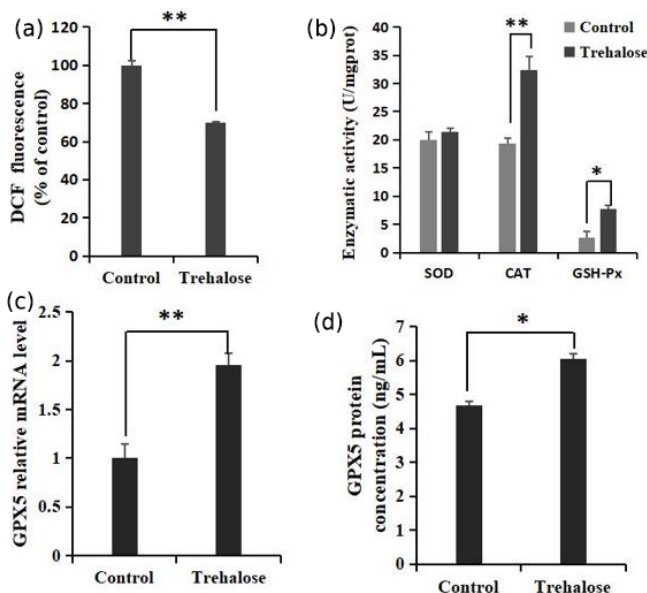 (a)
**
DCF fluorescence
(% of control)
120
100
80
60
40
20
0
Control
Trehalose
(b)
Control
Trehalose
**
*
Enzymatic activity (U/mgprot)
40
35
30
25
20
15
10
5
0
SOD
CAT
GSH-Px
(c)
**
GPX5 relative mRNA level
2.5
2
1.5
1
0.5
0
Control
Trehalose
(d)
*
GPX5 protein
concentration (ng/mL)
7
6
5
4
3
2
1
0
Control
Trehalose